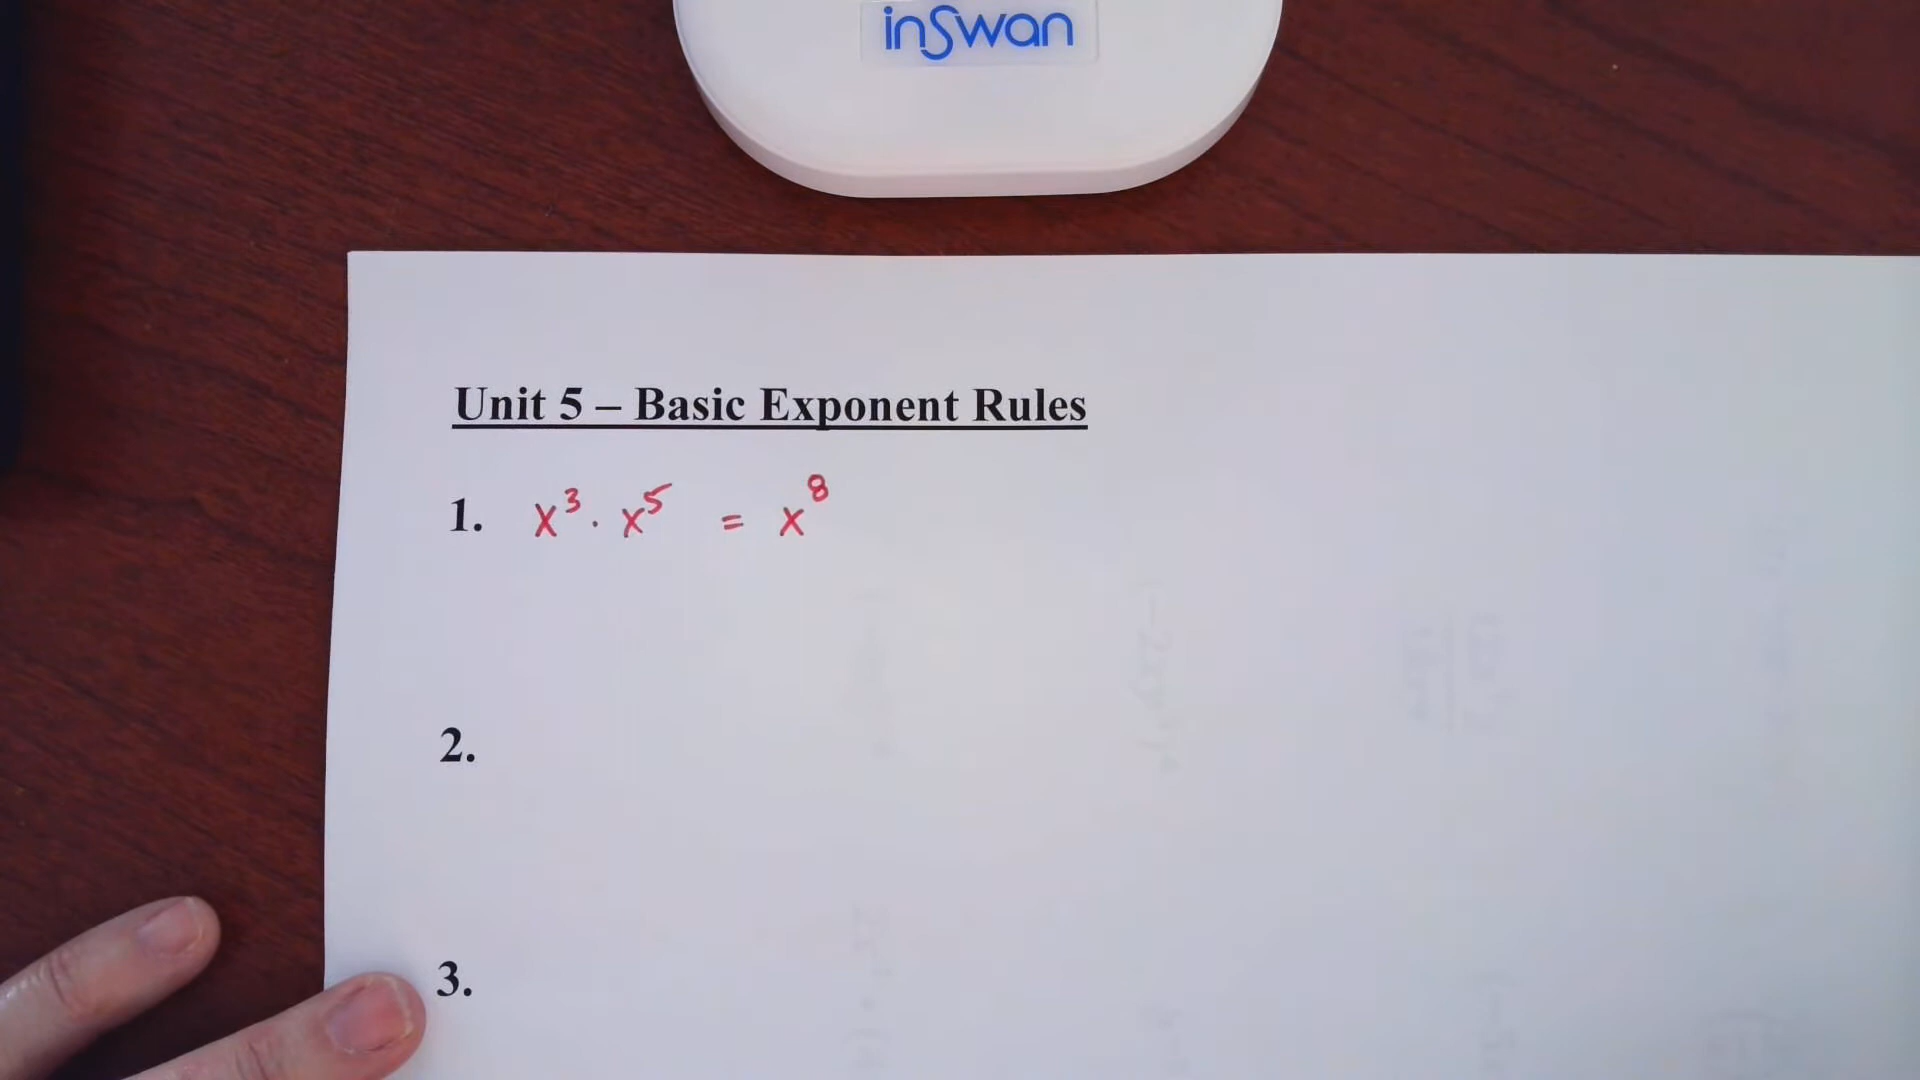 inSwan
Unit 5 – Basic Exponent Rules
1. x³ · x⁵ = x⁸
2.
3.